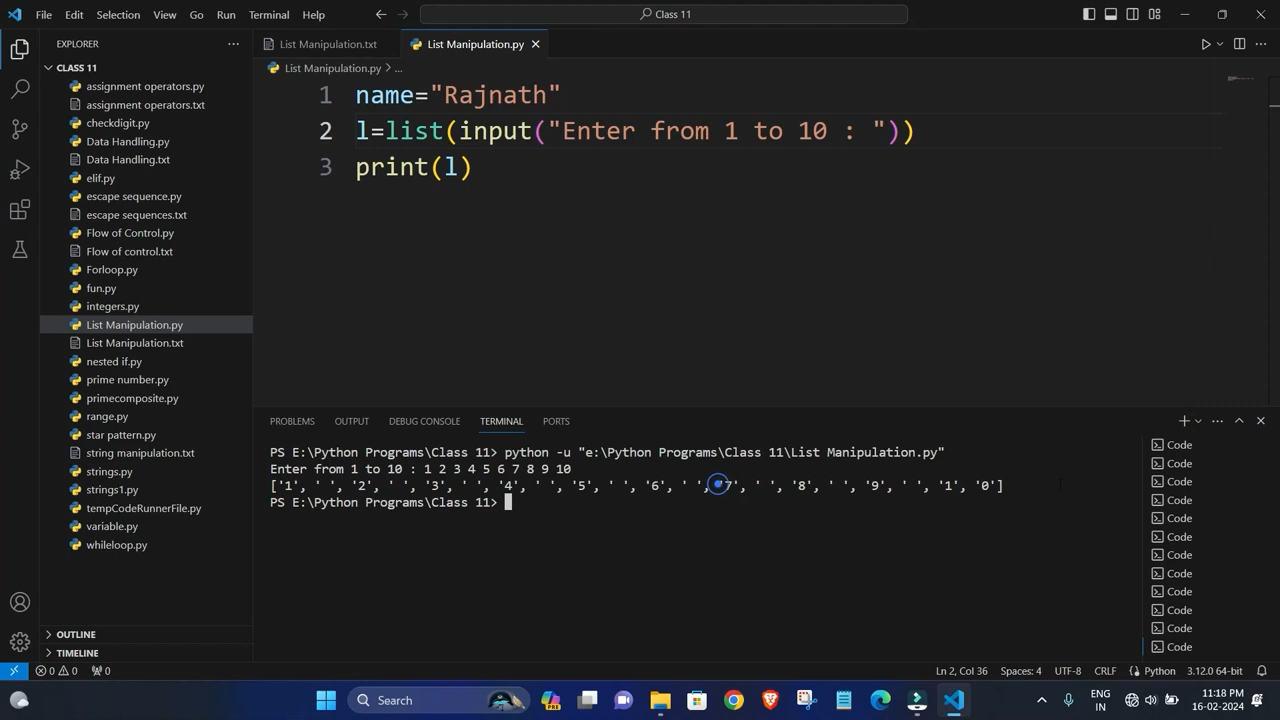 File Edit Selection View Go Run Terminal Help
Class 11
EXPLORER
List Manipulation.txt
List Manipulation.py
CLASS 11
List Manipulation.py > ...
assignment operators.py
assignment operators.txt
checkdigit.py
Data Handling.py
Data Handling.txt
elif.py
escape sequence.py
escape sequences.txt
Flow of Control.py
Flow of control.txt
Forloop.py
fun.py
integers.py
List Manipulation.py
List Manipulation.txt
nested if.py
prime number.py
primecomposite.py
range.py
star pattern.py
string manipulation.txt
strings.py
strings1.py
tempCodeRunnerFile.py
variable.py
whileloop.py
OUTLINE
TIMELINE
1 name="Rajnath"
2 l=list(input("Enter from 1 to 10 : "))
3 print(l)
PROBLEMS OUTPUT DEBUG CONSOLE TERMINAL PORTS
PS E:\Python Programs\Class 11> python -u "e:\Python Programs\Class 11\List Manipulation.py"
Enter from 1 to 10 : 1 2 3 4 5 6 7 8 9 10
['1', ' ', '2', ' ', '3', ' ', '4', ' ', '5', ' ', '6', ' ', '7', ' ', '8', ' ', '9', ' ', '1', '0']
PS E:\Python Programs\Class 11>
Code
Code
Code
Code
Code
Code
Code
Code
Code
Code
Code
Code
0 0 0
Ln 2, Col 36 Spaces: 4 UTF-8 CRLF Python 3.12.0 64-bit
Search
PRE
ENG
IN
11:18 PM
16-02-2024